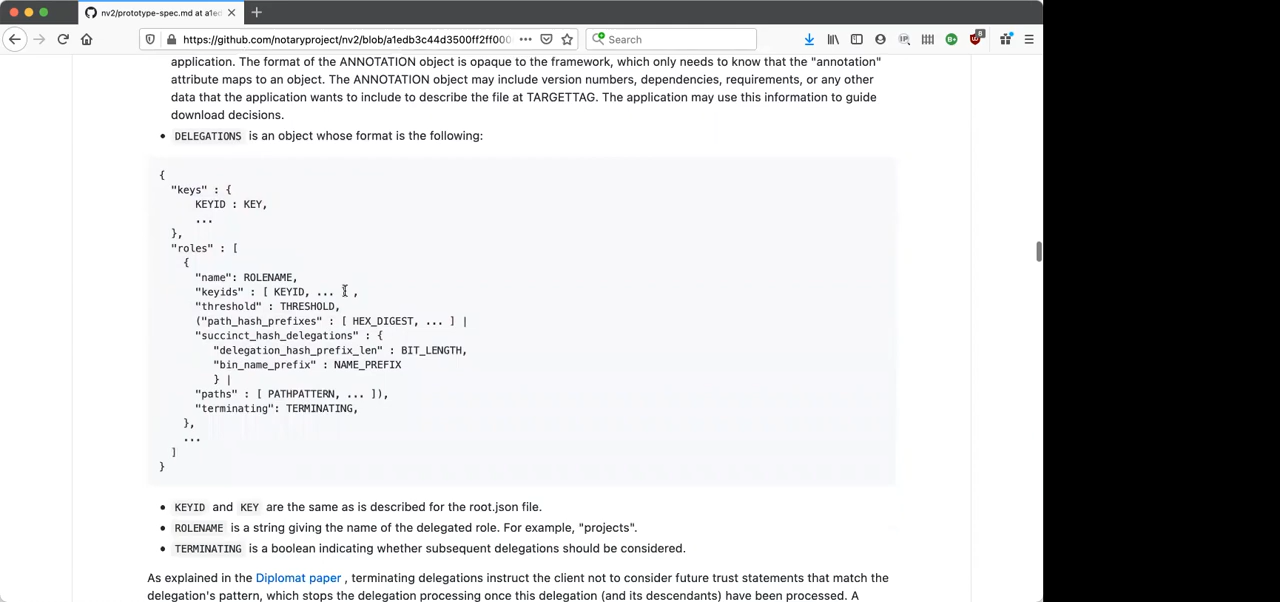 nv2/prototype-spec.md at a1ed
https://github.com/notaryproject/nv2/blob/a1edb3c44d3500ff2ff000
Search
8
application. The format of the ANNOTATION object is opaque to the framework, which only needs to know that the "annotation"
attribute maps to an object. The ANNOTATION object may include version numbers, dependencies, requirements, or any other
data that the application wants to include to describe the file at TARGETTAG. The application may use this information to guide
download decisions.
• DELEGATIONS is an object whose format is the following:
{
"keys" : {
KEYID : KEY,
...
},
"roles" : [
{
"name": ROLENAME,
"keyids" : [ KEYID, ... ] ,
"threshold" : THRESHOLD,
("path_hash_prefixes" : [ HEX_DIGEST, ... ] |
"succinct_hash_delegations" : {
"delegation_hash_prefix_len" : BIT_LENGTH,
"bin_name_prefix" : NAME_PREFIX
} |
"paths" : [ PATHPATTERN, ... ]),
"terminating": TERMINATING,
},
...
]
}
• KEYID and KEY are the same as is described for the root.json file.
• ROLENAME is a string giving the name of the delegated role. For example, "projects".
• TERMINATING is a boolean indicating whether subsequent delegations should be considered.
As explained in the Diplomat paper , terminating delegations instruct the client not to consider future trust statements that match the
delegation's pattern, which stops the delegation processing once this delegation (and its descendants) have been processed. A